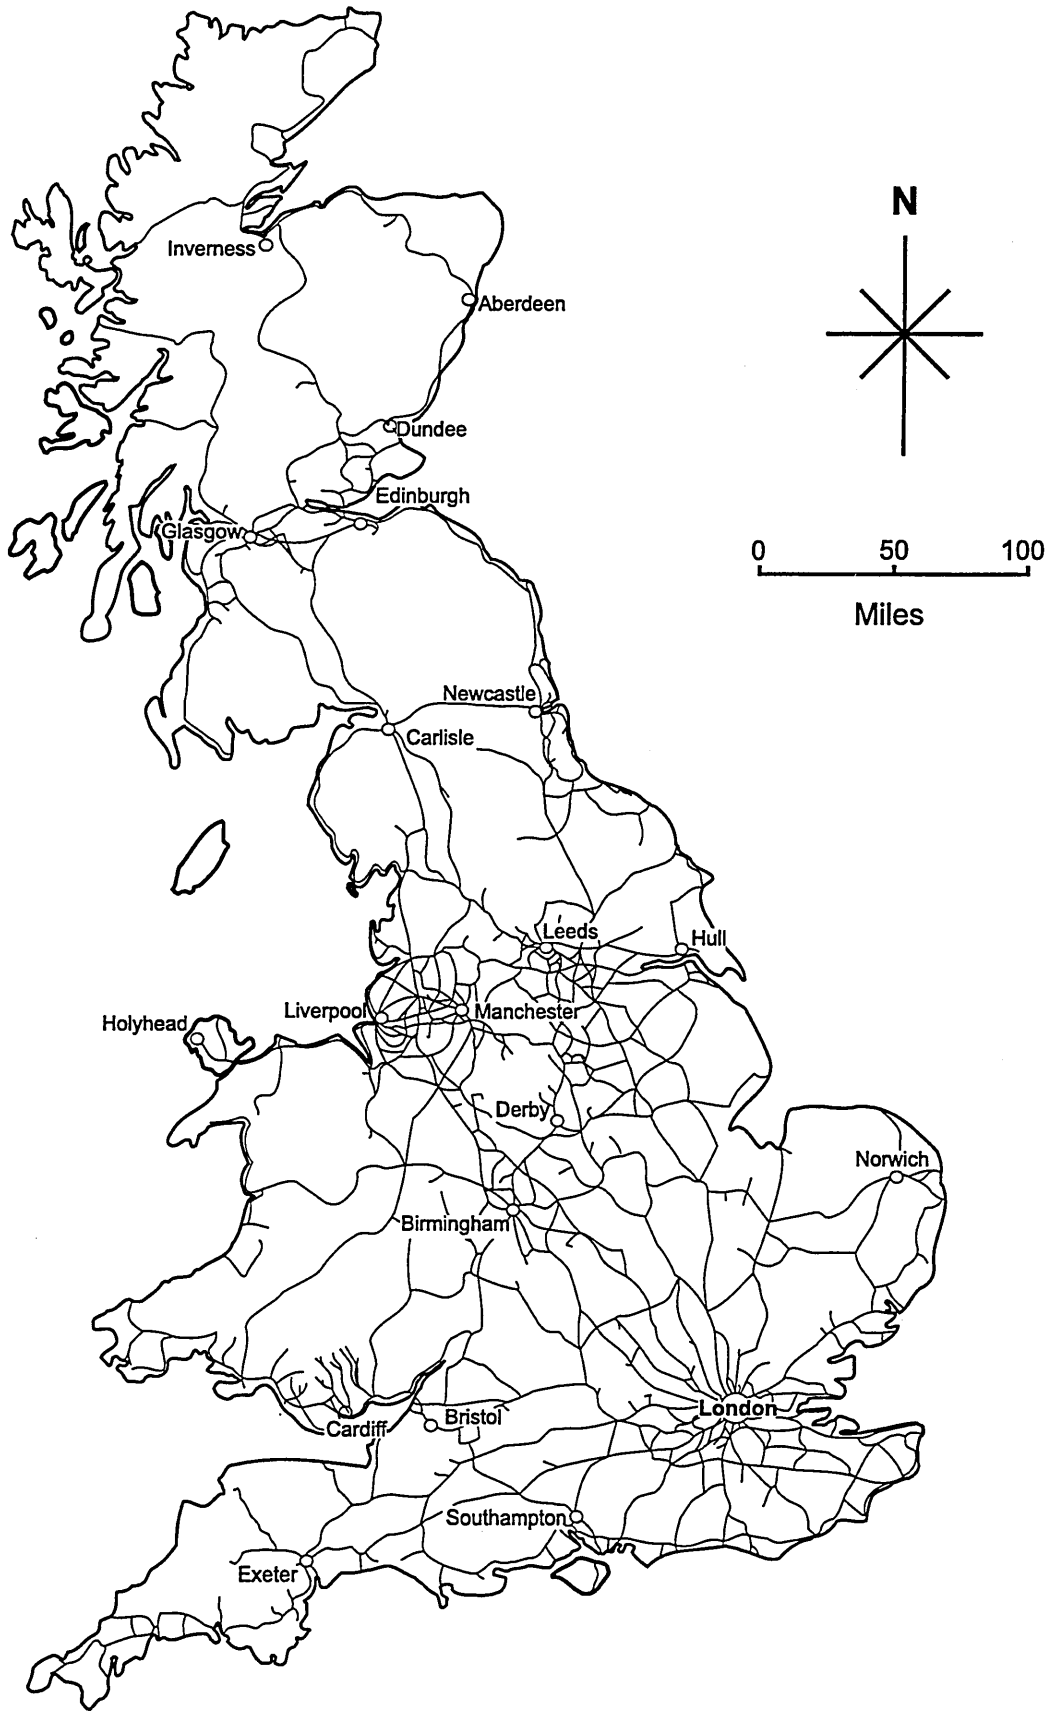 N
Inverness
Aberdeen
Dundee
Edinburgh
Glasgow
0 50 100
Miles
Newcastle
Carlisle
Leeds
Hull
Liverpool
Manchester
Holyhead
Derby
Norwich
Birmingham
London
Bristol
Cardiff
Southampton
Exeter